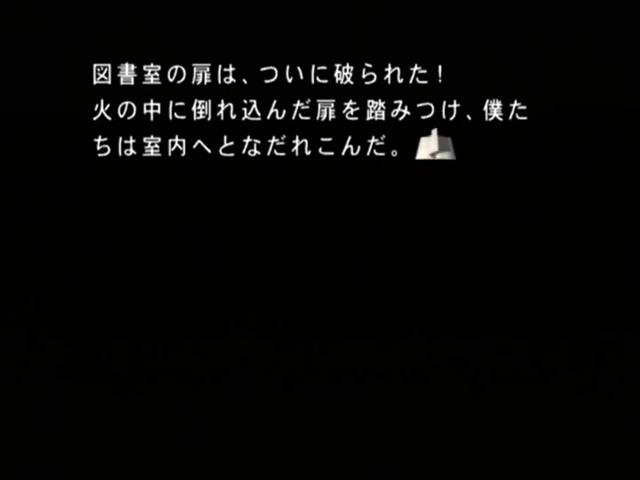 図書室の扉は、ついに破られた！
火の中に倒れ込んだ扉を踏みつけ、僕た
ちは室内へとなだれこんだ。